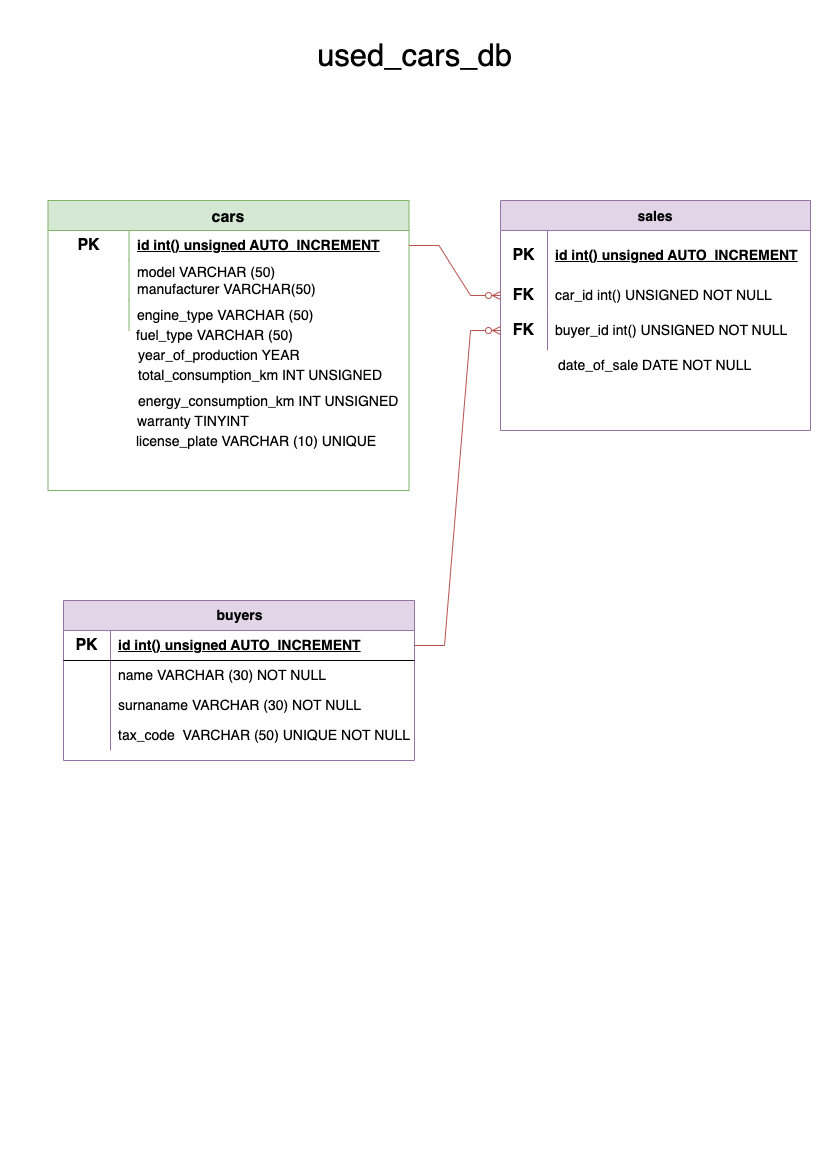 used_cars_db
cars
PK id int() unsigned AUTO_INCREMENT
model VARCHAR (50)
manufacturer VARCHAR(50)
engine_type VARCHAR (50)
fuel_type VARCHAR (50)
year_of_production YEAR
total_consumption_km INT UNSIGNED
energy_consumption_km INT UNSIGNED
warranty TINYINT
license_plate VARCHAR (10) UNIQUE
sales
PK id int() unsigned AUTO_INCREMENT
FK car_id int() UNSIGNED NOT NULL
FK buyer_id int() UNSIGNED NOT NULL
date_of_sale DATE NOT NULL
buyers
PK id int() unsigned AUTO_INCREMENT
name VARCHAR (30) NOT NULL
surnaname VARCHAR (30) NOT NULL
tax_code  VARCHAR (50) UNIQUE NOT NULL